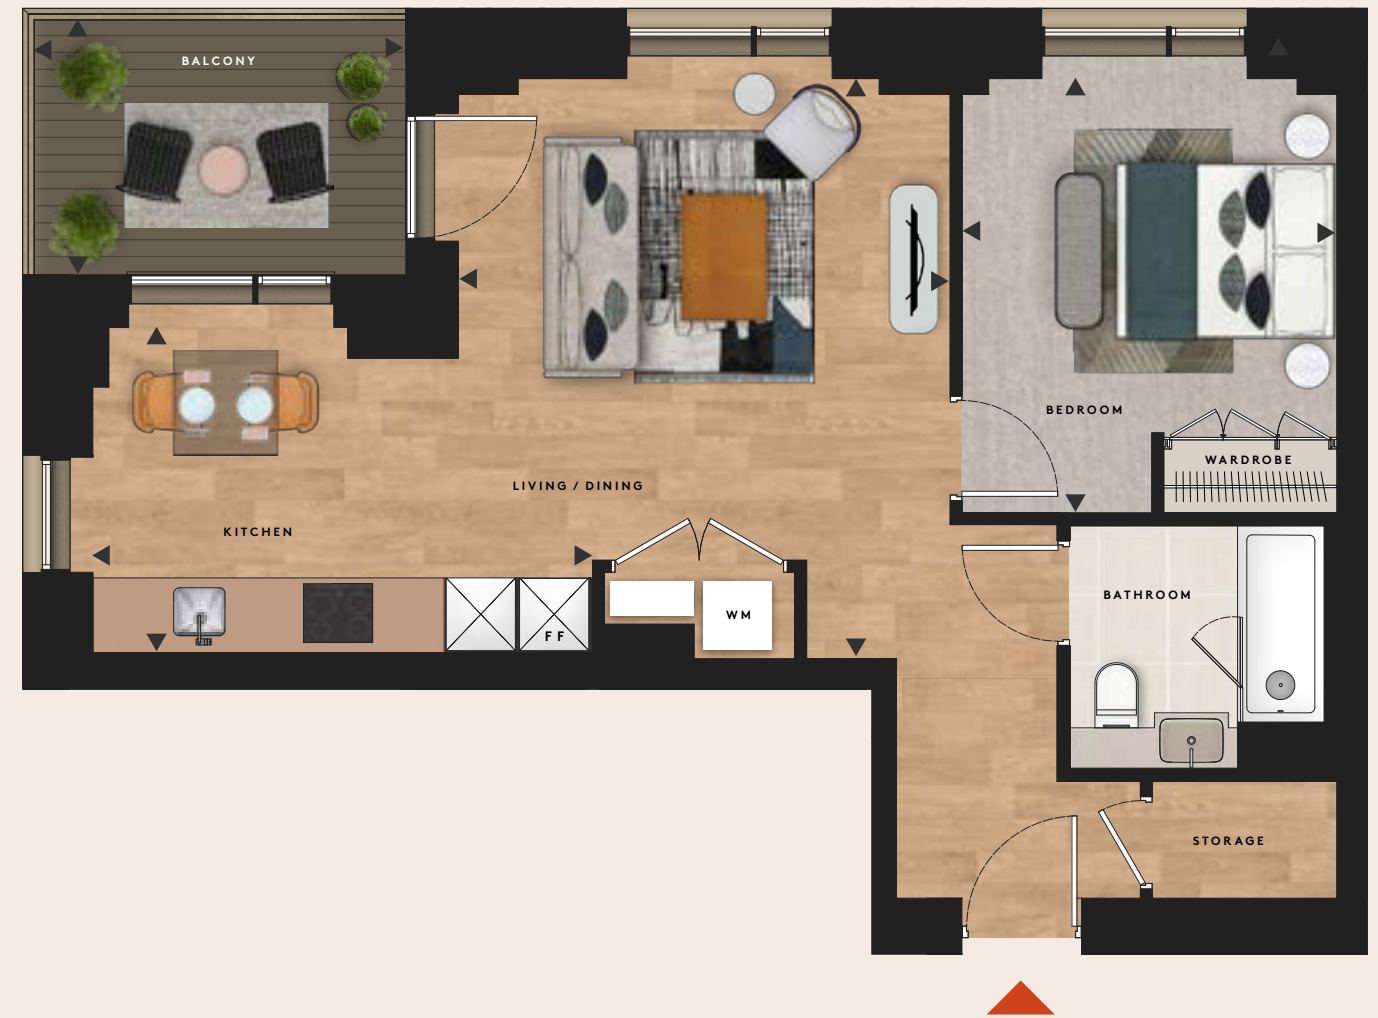 BALCONY
BEDROOM
WARDROBE
LIVING / DINING
KITCHEN
BATHROOM
WM
FF
STORAGE